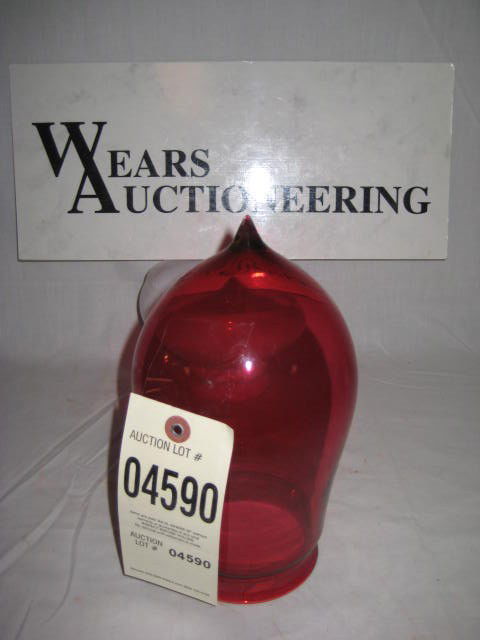 WEARS
AUCTIONEERING
AUCTION LOT #
04590
AUCTION
LOT # 04590